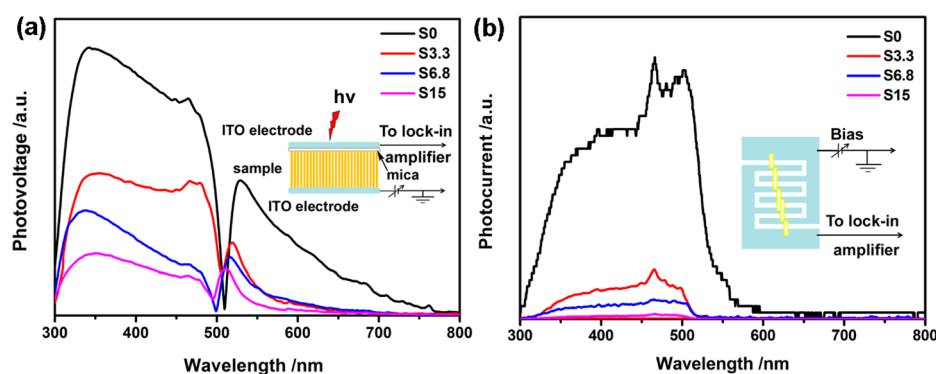 (a)
S0
S3.3
S6.8
S15
hv
ITO electrode
To lock-in
amplifier
sample
mica
ITO electrode
Photovoltage /a.u.
300 400 500 600 700 800
Wavelength /nm
(b)
S0
S3.3
S6.8
S15
Bias
To lock-in
amplifier
Photocurrent /a.u.
300 400 500 600 700 800
Wavelength /nm